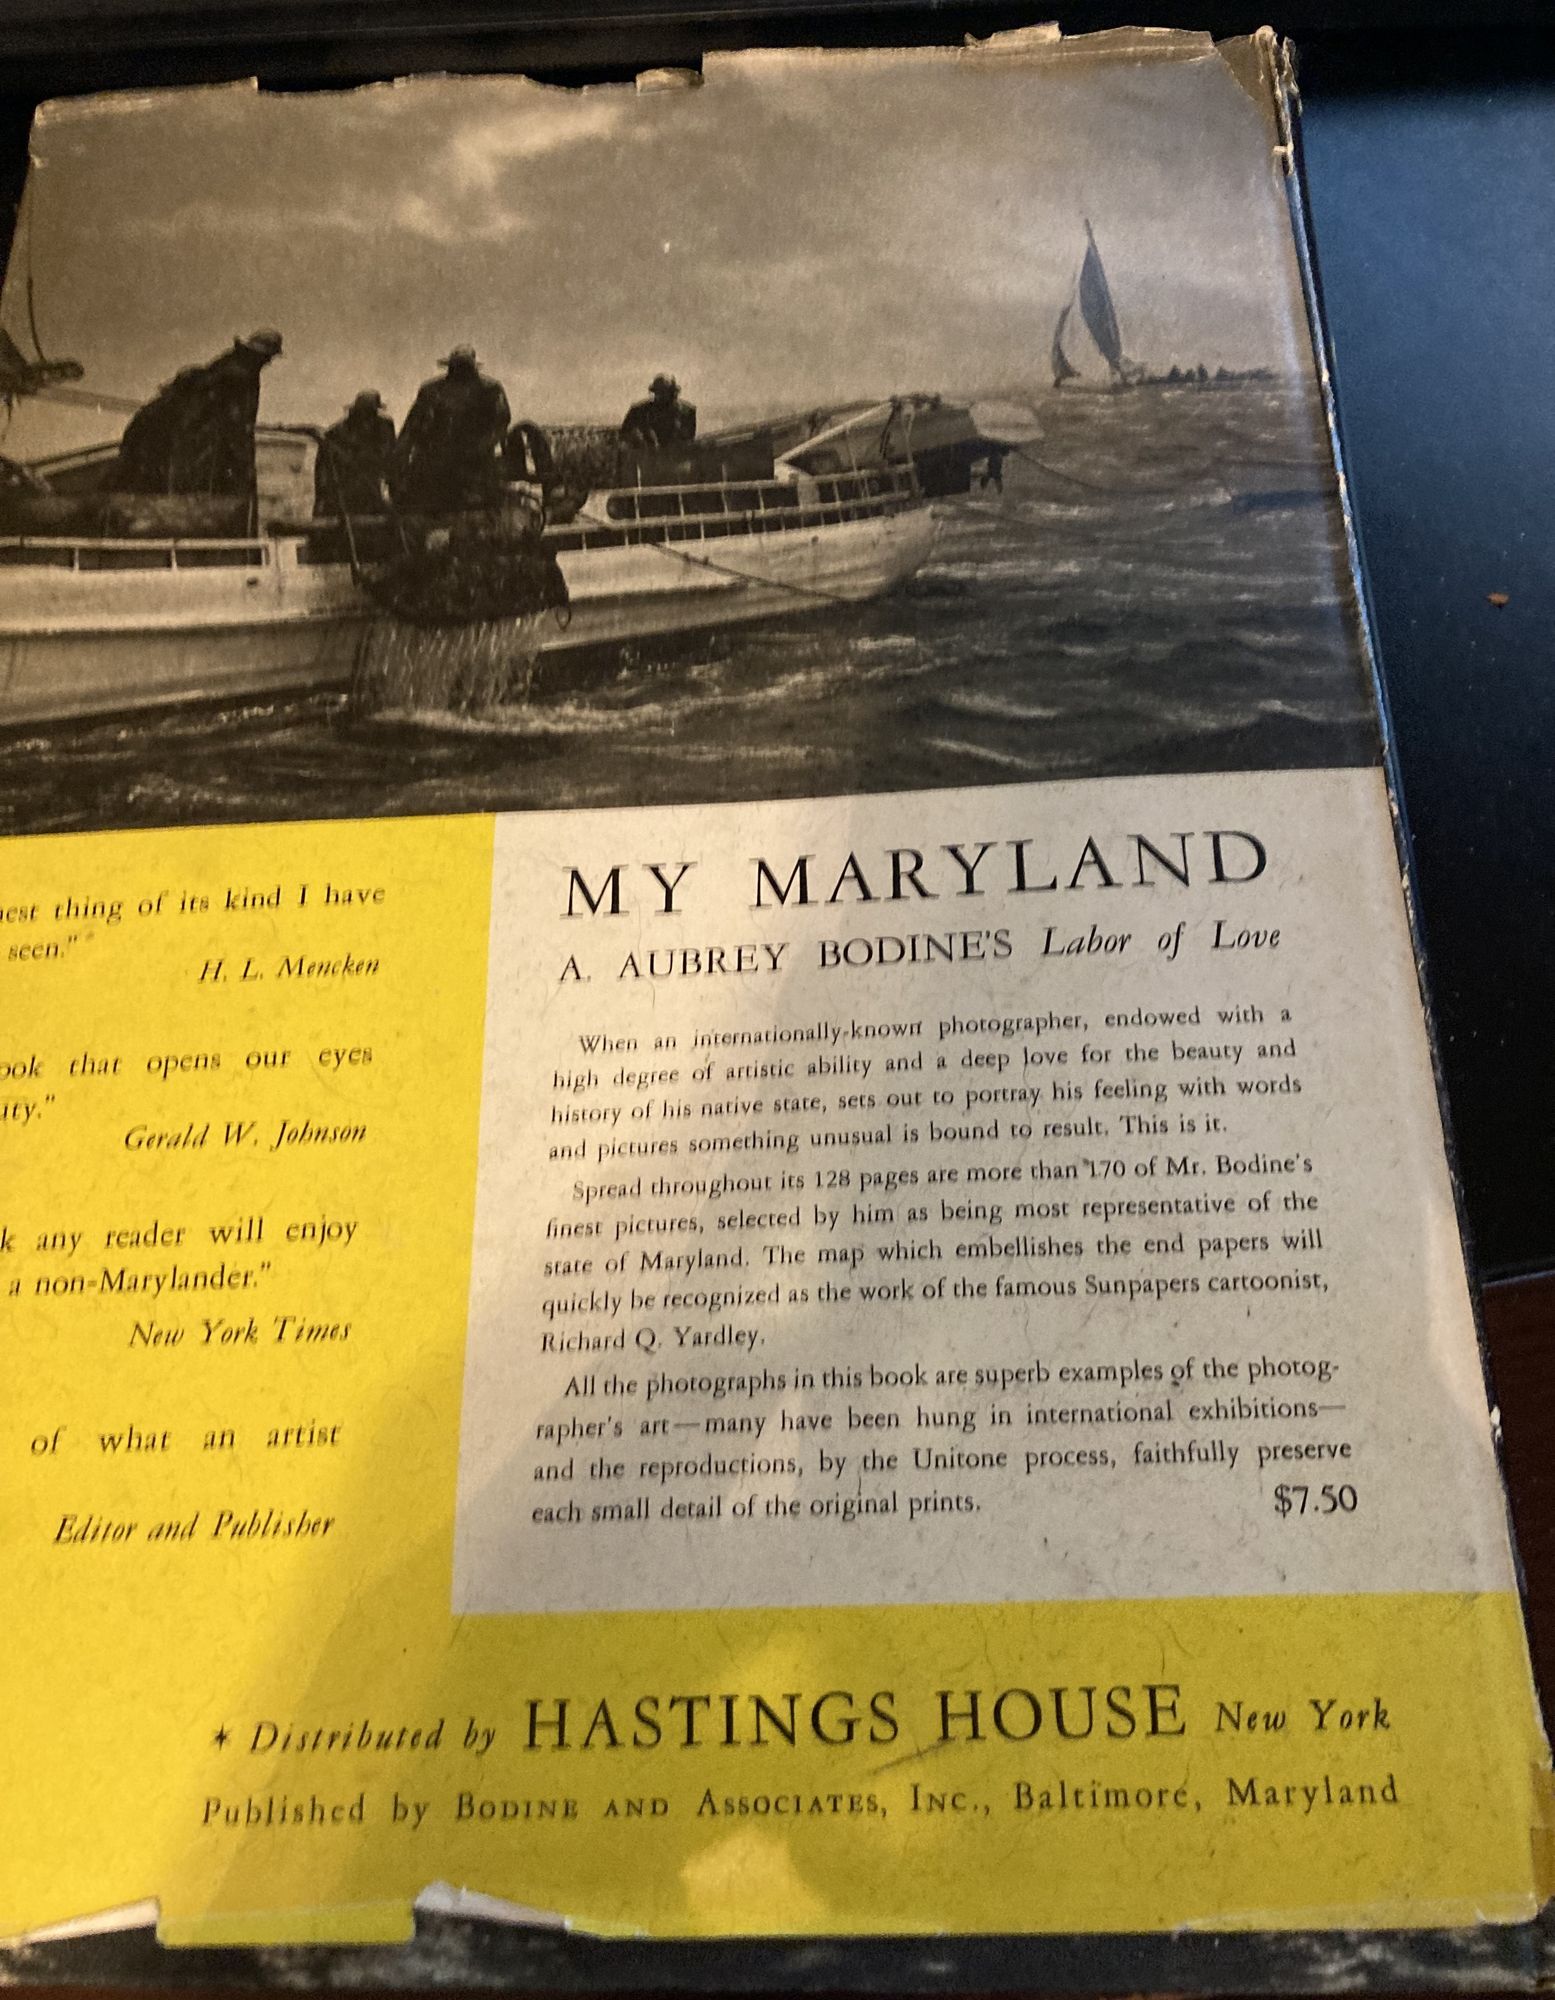 thing of its kind I have
seen."
H. L. Mencken
that opens our eyes
Gerald W. Johnson
any reader will enjoy
a non-Marylander."
New York Times
of what an artist
Editor and Publisher
MY MARYLAND
A. AUBREY BODINE'S Labor of Love
When an internationally-known photographer, endowed with a
high degree of artistic ability and a deep love for the beauty and
history of his native state, sets out to portray his feeling with words
and pictures something unusual is bound to result. This is it.
Spread throughout its 128 pages are more than 170 of Mr. Bodine's
finest pictures, selected by him as being most representative of the
state of Maryland. The map which embellishes the end papers will
quickly be recognized as the work of the famous Sunpapers cartoonist,
Richard Q. Yardley.
All the photographs in this book are superb examples of the photog-
rapher's art—many have been hung in international exhibitions—
and the reproductions, by the Unitone process, faithfully preserve
each small detail of the original prints. $7.50
Distributed by HASTINGS HOUSE New York
Published by BODINE AND ASSOCIATES, INC., Baltimore, Maryland